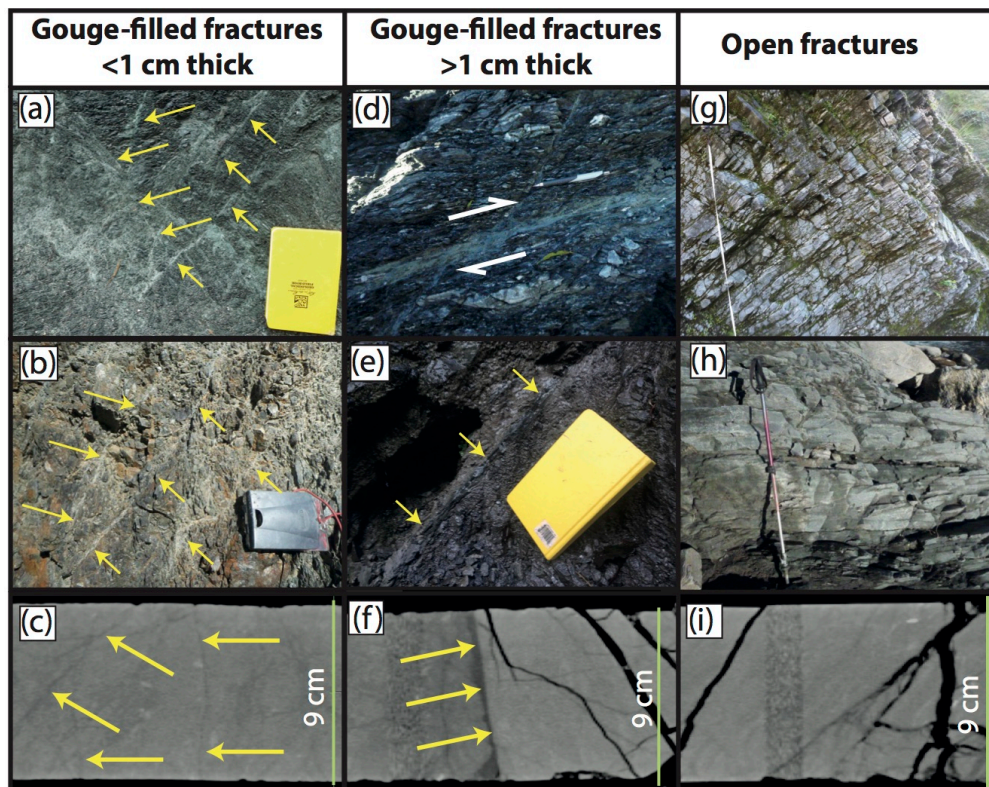 Gouge-filled fractures
<1 cm thick
Gouge-filled fractures
>1 cm thick
Open fractures
(a)
(d)
(g)
(b)
(e)
(h)
(c)
9 cm
(f)
9 cm
(i)
9 cm